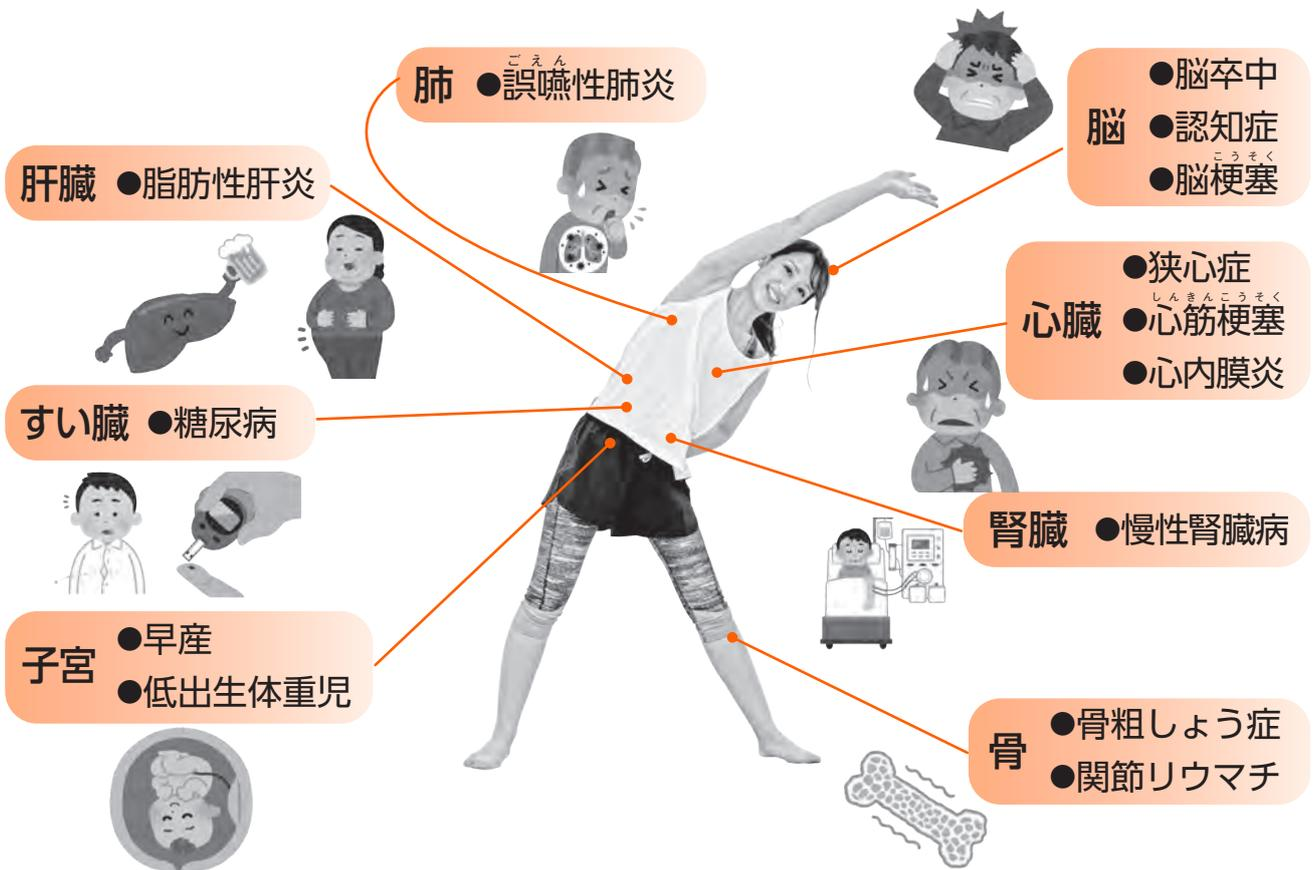 肺 ●誤嚥性肺炎
ごえん
肝臓 ●脂肪性肝炎
すい臓 ●糖尿病
子宮
●早産
●低出生体重児
脳
●脳卒中
●認知症
●脳梗塞
こうそく
心臓
●狭心症
●心筋梗塞
しんきんこうそく
●心内膜炎
腎臓 ●慢性腎臓病
骨
●骨粗しょう症
●関節リウマチ